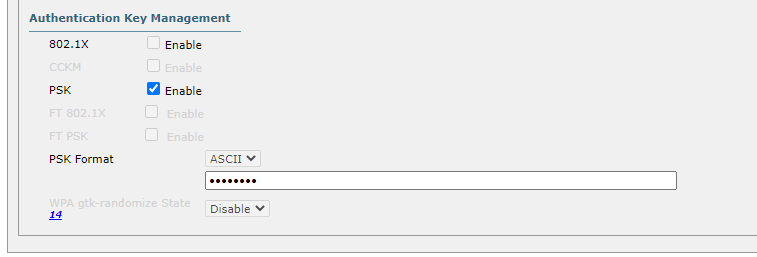 Authentication Key Management
802.1X Enable
CCKM Enable
PSK Enable
FT 802.1X Enable
FT PSK Enable
PSK Format ASCII
••••••••
WPA gtk-randomize State Disable
14